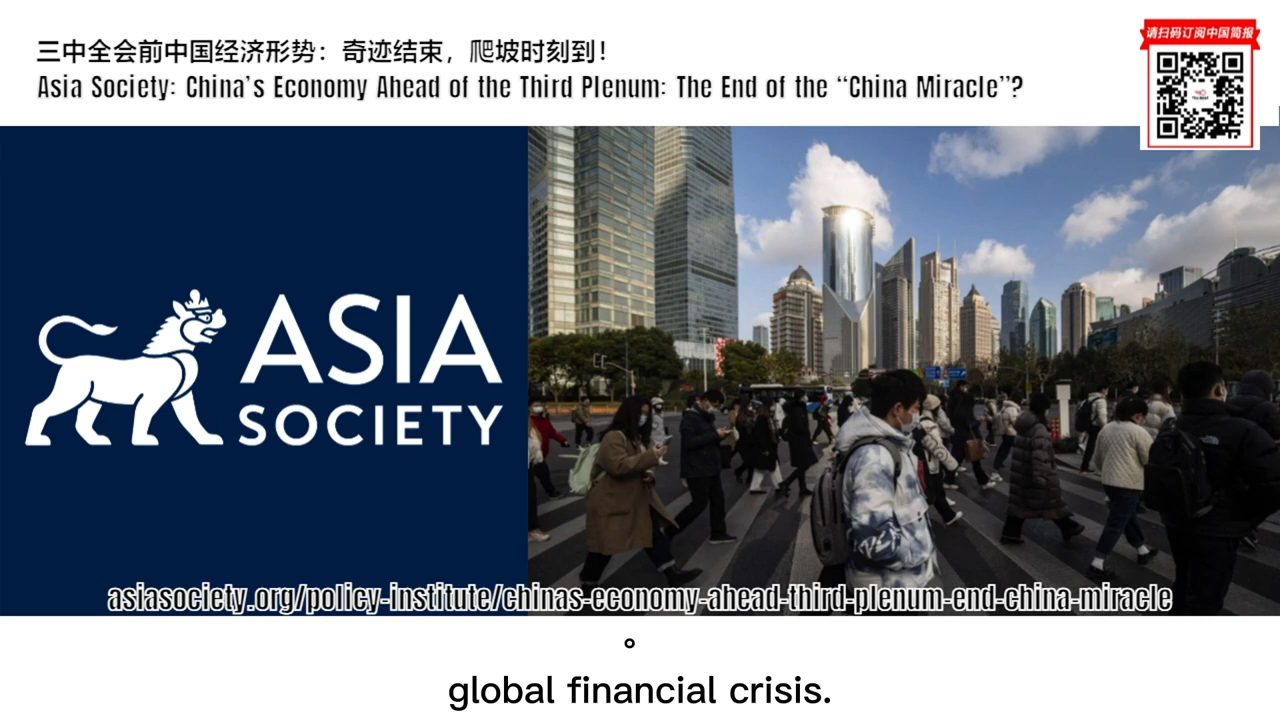 三中全会前中国经济形势：奇迹结束，爬坡时刻到！
Asia Society: China’s Economy Ahead of the Third Plenum: The End of the “China Miracle”?
请扫码订阅中国简报
ASIA
SOCIETY
asiasociety.org/policy-institute/chinas-economy-ahead-third-plenum-end-china-miracle
。
global financial crisis.